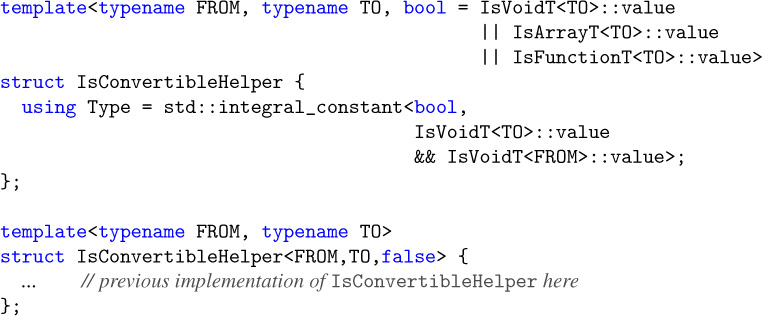 template<typename FROM, typename TO, bool = IsVoidT<TO>::value
|| IsArrayT<TO>::value
|| IsFunctionT<TO>::value>
struct IsConvertibleHelper {
using Type = std::integral_constant<bool,
IsVoidT<TO>::value
&& IsVoidT<FROM>::value>;
};
template<typename FROM, typename TO>
struct IsConvertibleHelper<FROM,TO,false> {
... // previous implementation of IsConvertibleHelper here
};